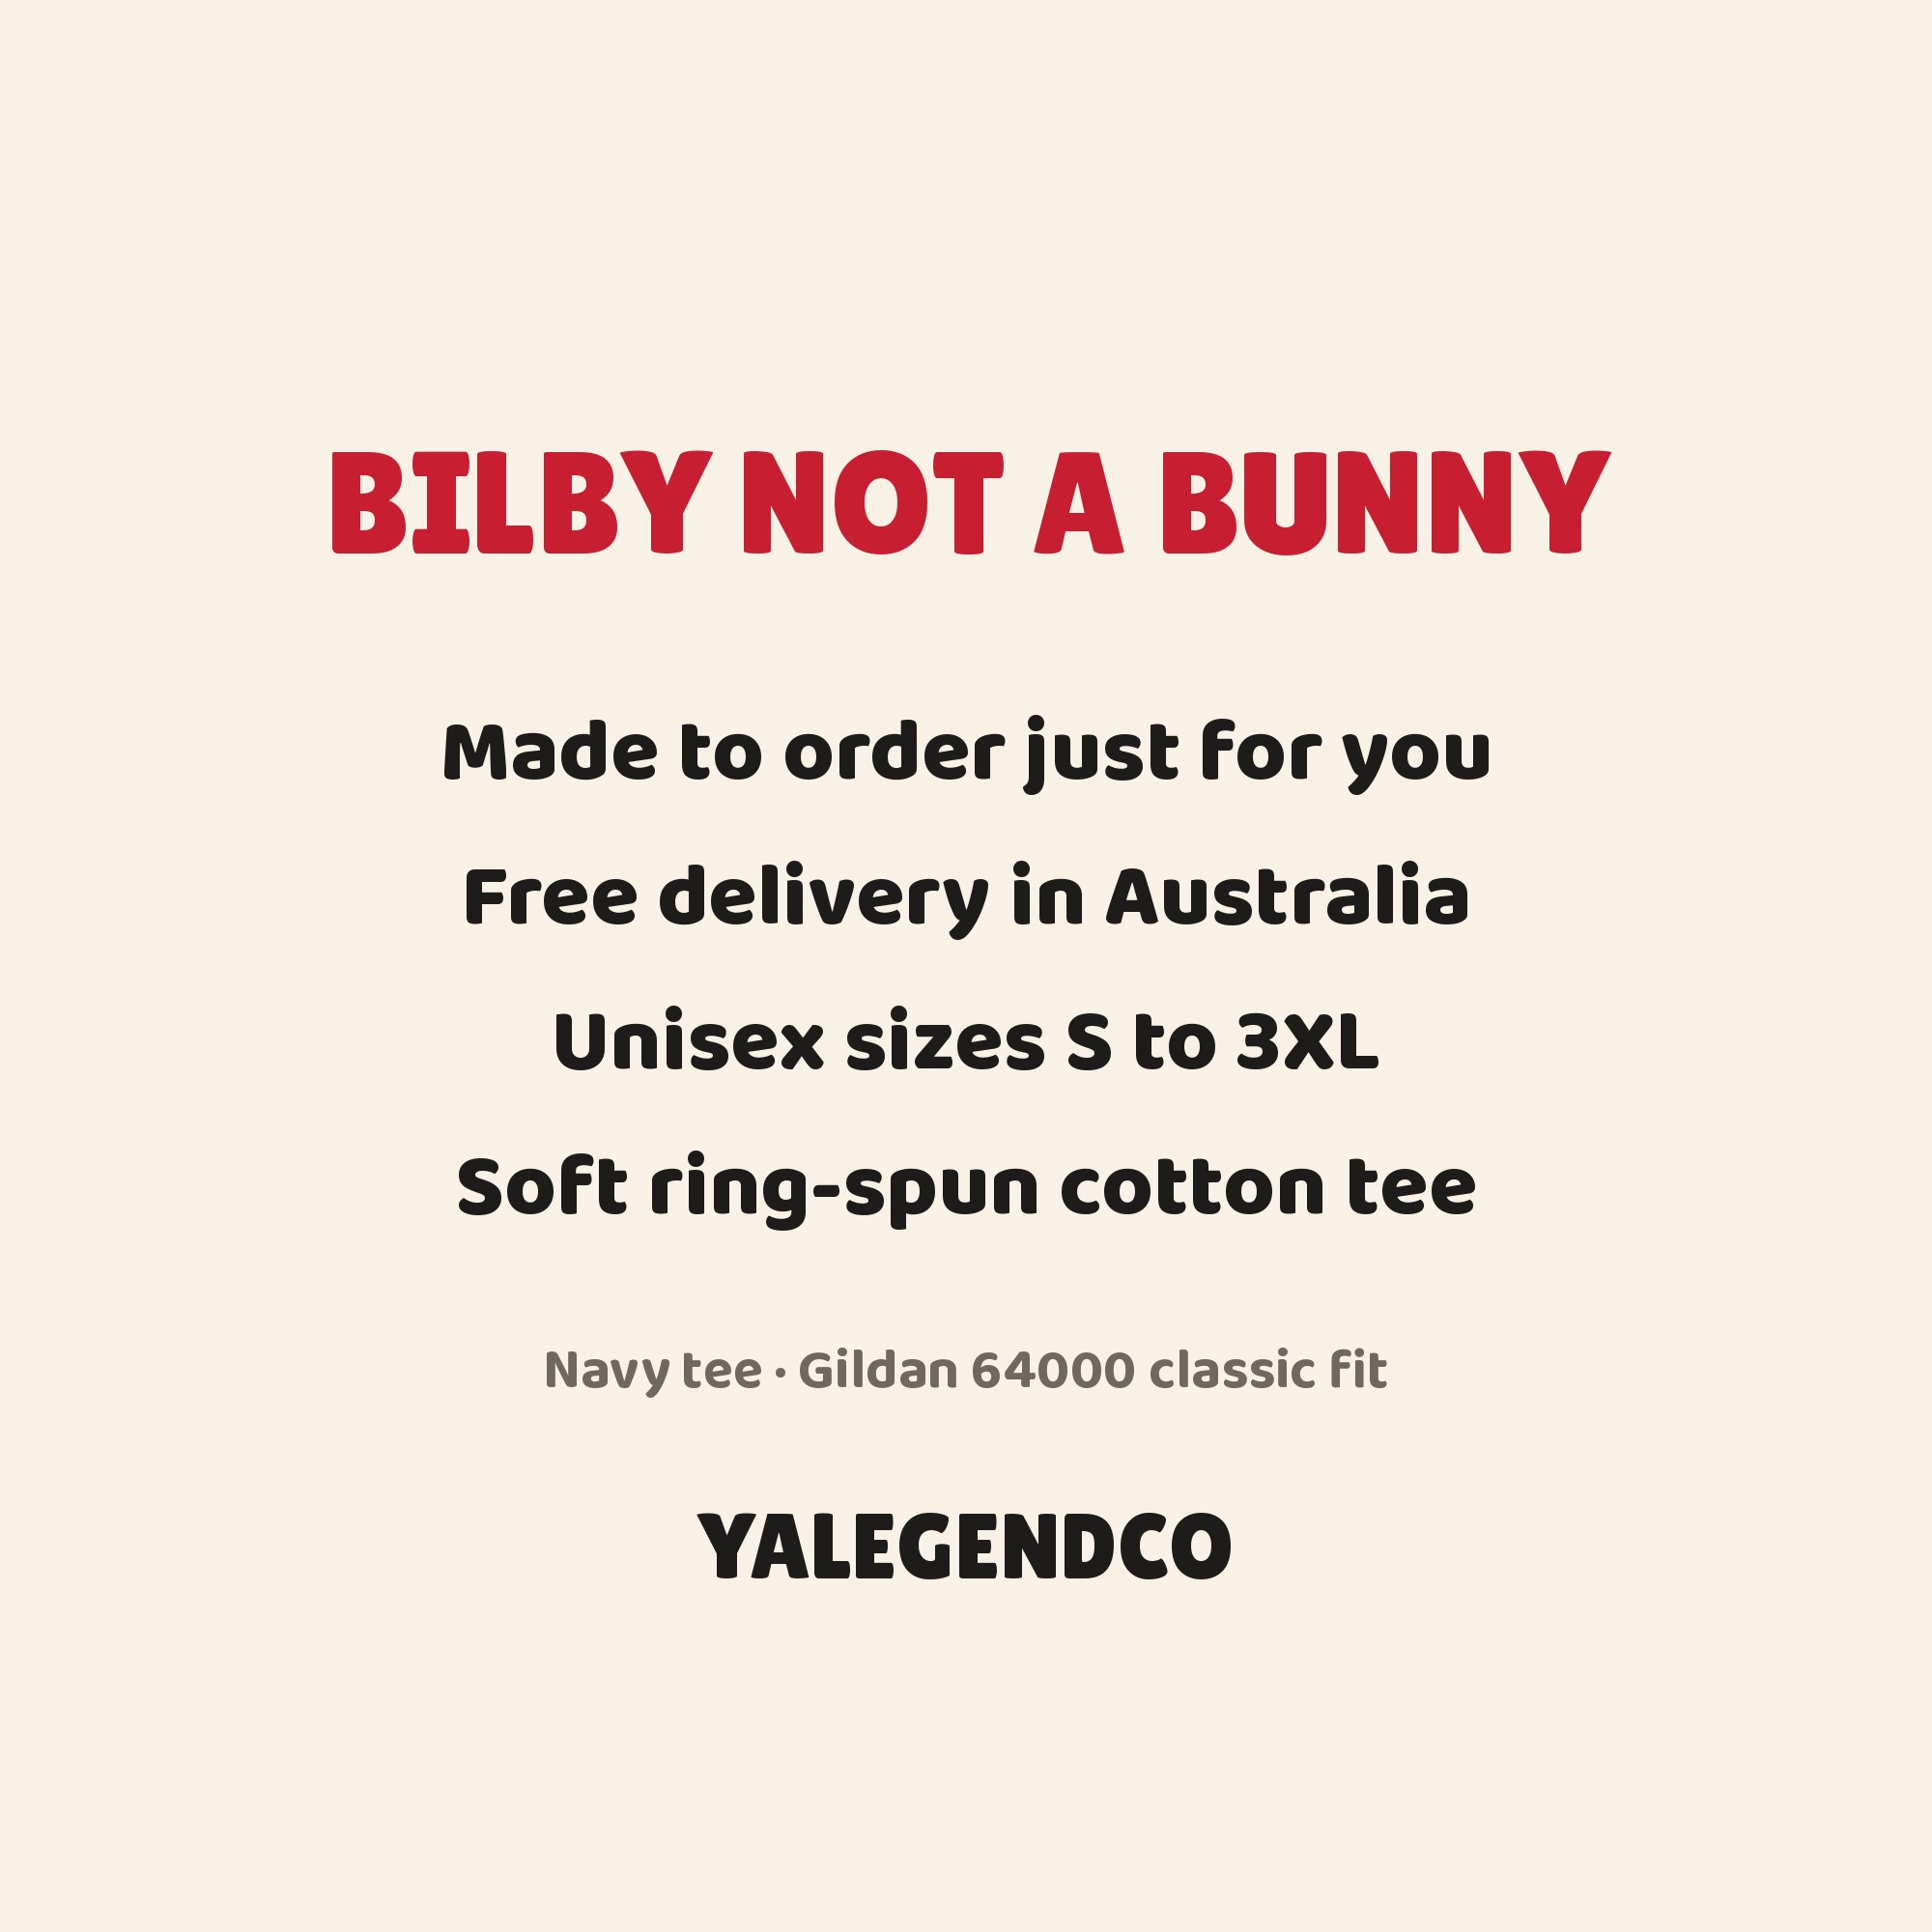 BILBY NOT A BUNNY
Made to order just for you
Free delivery in Australia
Unisex sizes S to 3XL
Soft ring-spun cotton tee
Navy tee · Gildan 64000 classic fit
YALEGENDCO